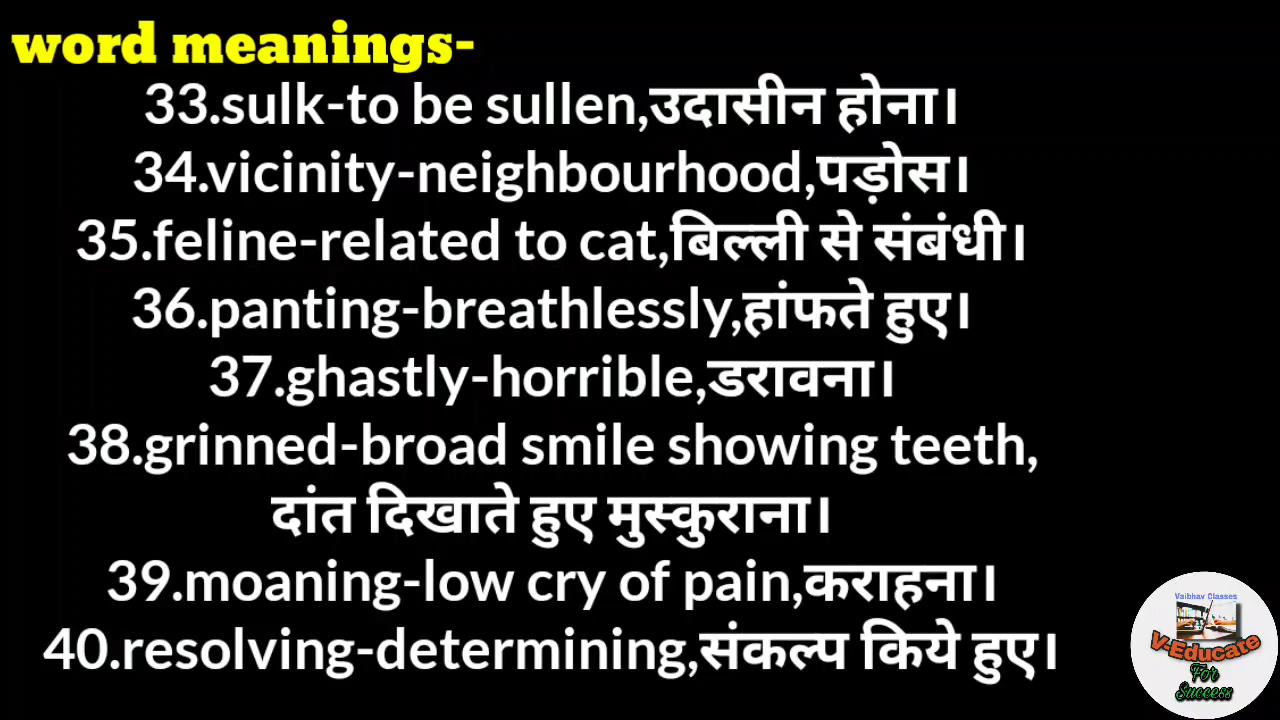 word meanings-
33.sulk-to be sullen,उदासीन होना।
34.vicinity-neighbourhood,पड़ोस।
35.feline-related to cat,बिल्ली से संबंधी।
36.panting-breathlessly,हांफते हुए।
37.ghastly-horrible,डरावना।
38.grinned-broad smile showing teeth,
दांत दिखाते हुए मुस्कुराना।
39.moaning-low cry of pain,कराहना।
40.resolving-determining,संकल्प किये हुए।
Vaibhav Classes
V-Educate
For
Success